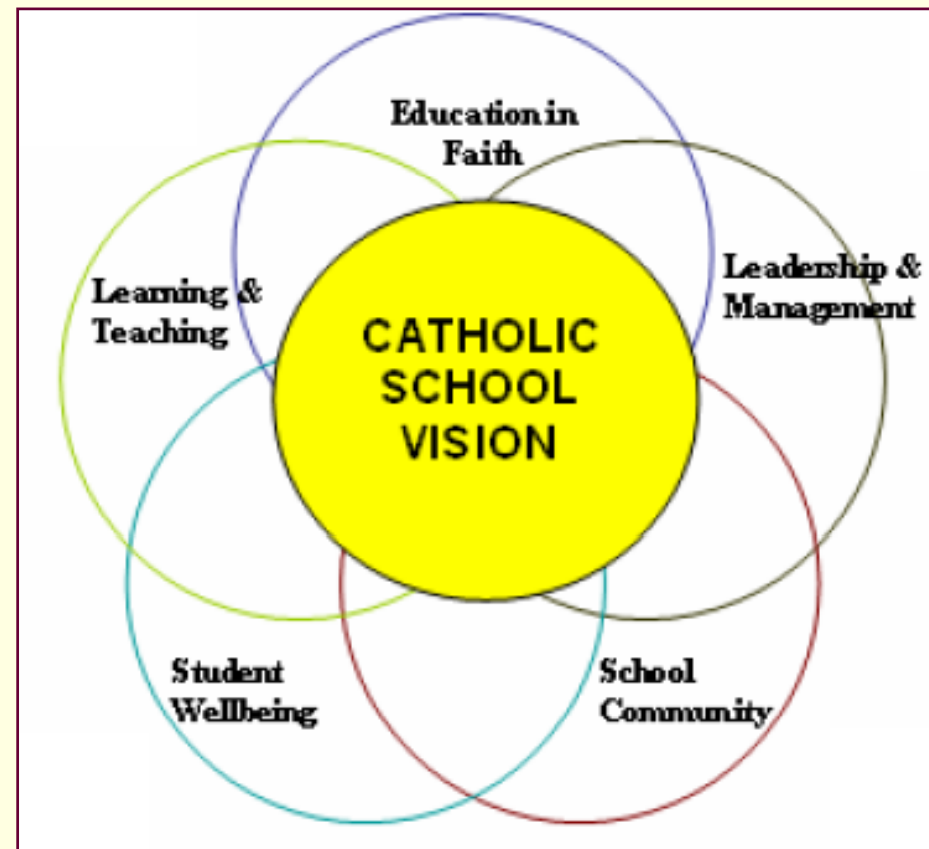 Education in
Faith
Learning &
Teaching
Leadership &
Management
CATHOLIC
SCHOOL
VISION
Student
Wellbeing
School
Community